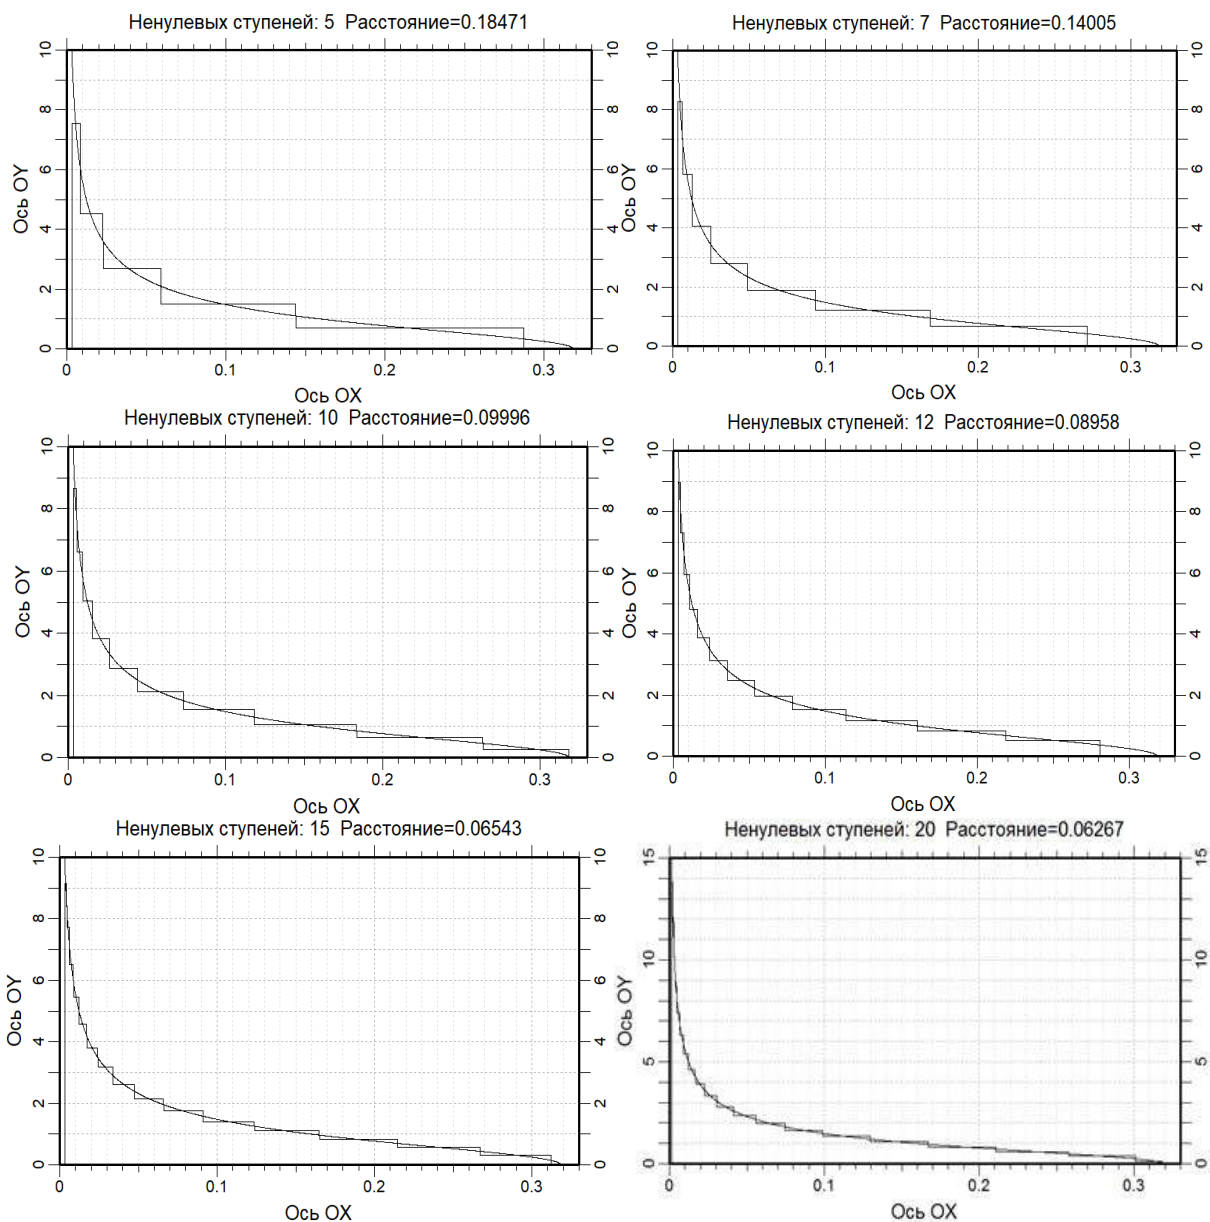 Ненулевых ступеней: 5 Расстояние=0.18471
10 10
8 8
6 6
4 4
2 2
0 0
Ось OY
0 0.1 0.2 0.3
Ось OX
Ненулевых ступеней: 7 Расстояние=0.14005
10 10
8 8
6 6
4 4
2 2
0 0
Ось OY
0 0.1 0.2 0.3
Ось OX
Ненулевых ступеней: 10 Расстояние=0.09996
10 10
8 8
6 6
4 4
2 2
0 0
Ось OY
0 0.1 0.2 0.3
Ось OX
Ненулевых ступеней: 12 Расстояние=0.08958
10 10
8 8
6 6
4 4
2 2
0 0
Ось OY
0 0.1 0.2 0.3
Ось OX
Ненулевых ступеней: 15 Расстояние=0.06543
10 10
8 8
6 6
4 4
2 2
0 0
Ось OY
0 0.1 0.2 0.3
Ось OX
Ненулевых ступеней: 20 Расстояние=0.06267
15 15
10 10
5 5
0 0
Ось OY
0 0.1 0.2 0.3
Ось OX